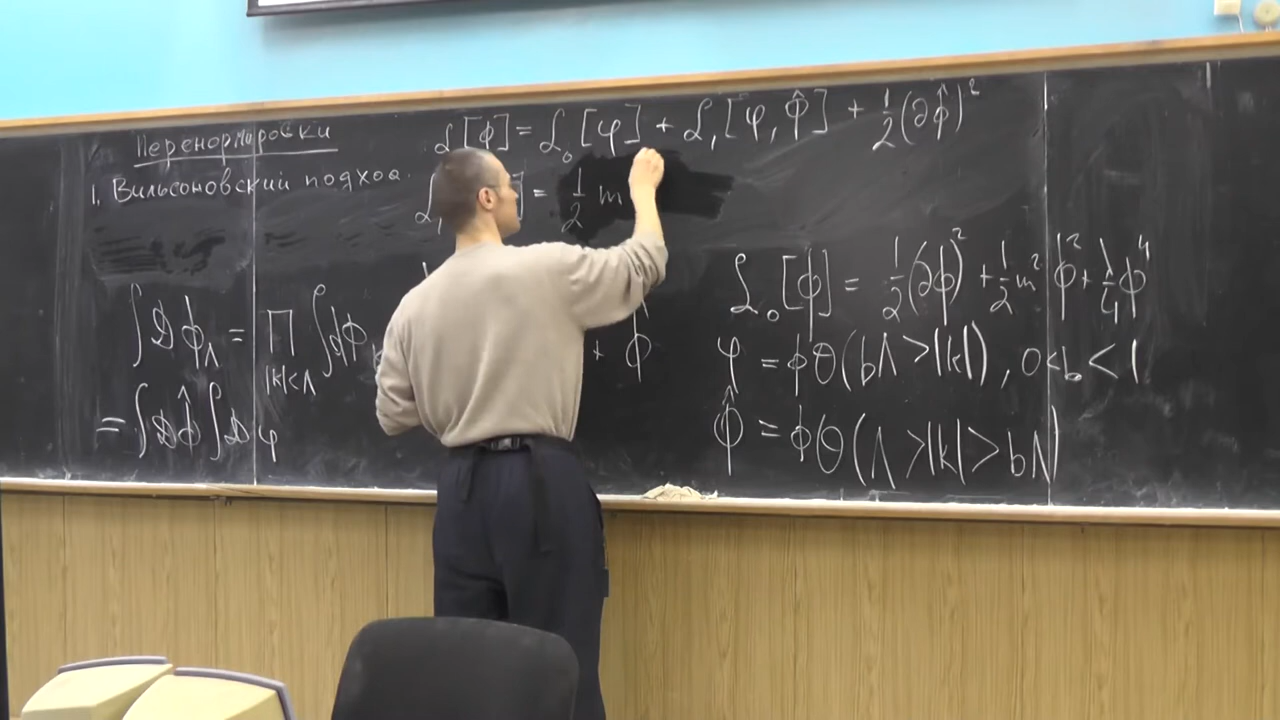 Перенормировки
1. Вильсоновский подход.
∫𝒟ϕ_Λ = ∏_{|k|<Λ} ∫dϕ
= ∫𝒟ϕ̂ ∫𝒟φ
ℒ[ϕ] = ℒ₀[φ] + ℒ₁[φ, ϕ̂] + ½(∂ϕ̂)²
ℒ₁ ] = ½ m
+ ϕ̂
ℒ₀[ϕ] = ½(∂ϕ)² + ½m²ϕ² + λ/4 ϕ⁴
φ = ϕθ(bΛ > |k|), 0 < b < 1
ϕ̂ = ϕθ(Λ > |k| > bΛ)